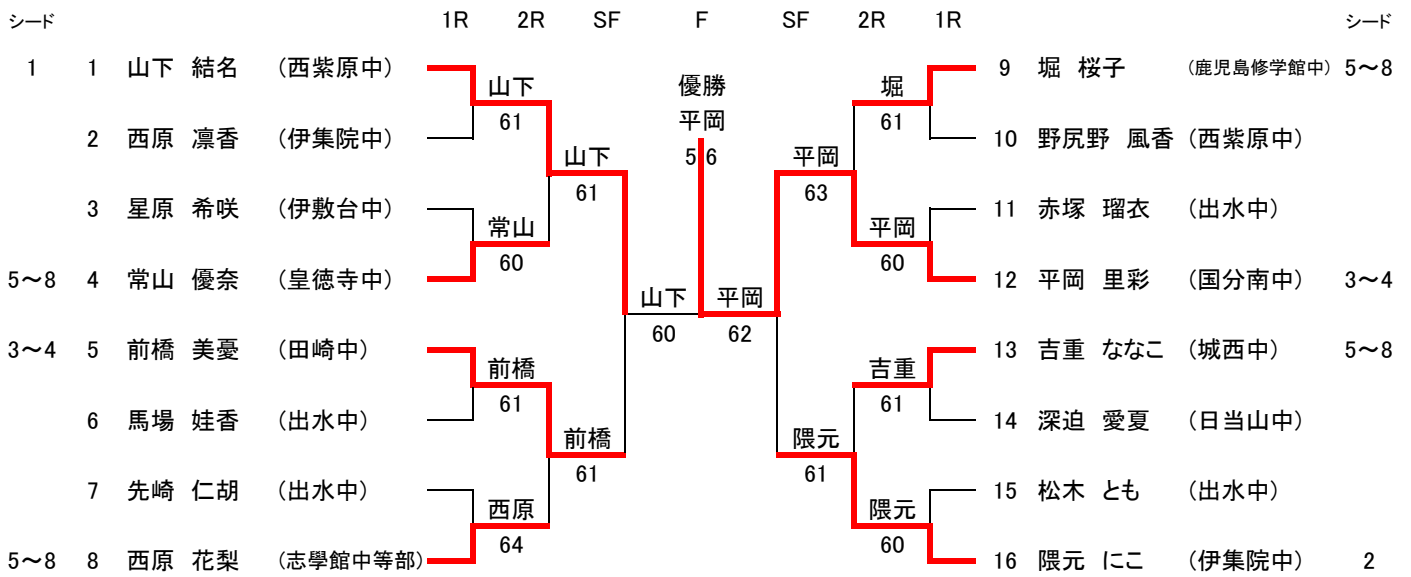 シード 1R 2R SF F SF 2R 1R シード
1 1 山下 結名 (西紫原中) 9 堀 桜子 (鹿児島修学館中) 5～8
山下 優勝 堀
61 平岡 61
2 西原 凛香 (伊集院中) 10 野尻野 風香 (西紫原中)
山下 5 6 平岡
61 63
3 星原 希咲 (伊敷台中) 11 赤塚 瑠衣 (出水中)
常山 平岡
60 60
5～8 4 常山 優奈 (皇徳寺中) 12 平岡 里彩 (国分南中) 3～4
山下 平岡
60 62
3～4 5 前橋 美憂 (田崎中) 13 吉重 ななこ (城西中) 5～8
前橋 吉重
61 61
6 馬場 娃香 (出水中) 14 深迫 愛夏 (日当山中)
前橋 隈元
61 61
7 先崎 仁胡 (出水中) 15 松木 とも (出水中)
西原 隈元
64 60
5～8 8 西原 花梨 (志學館中等部) 16 隈元 にこ (伊集院中) 2